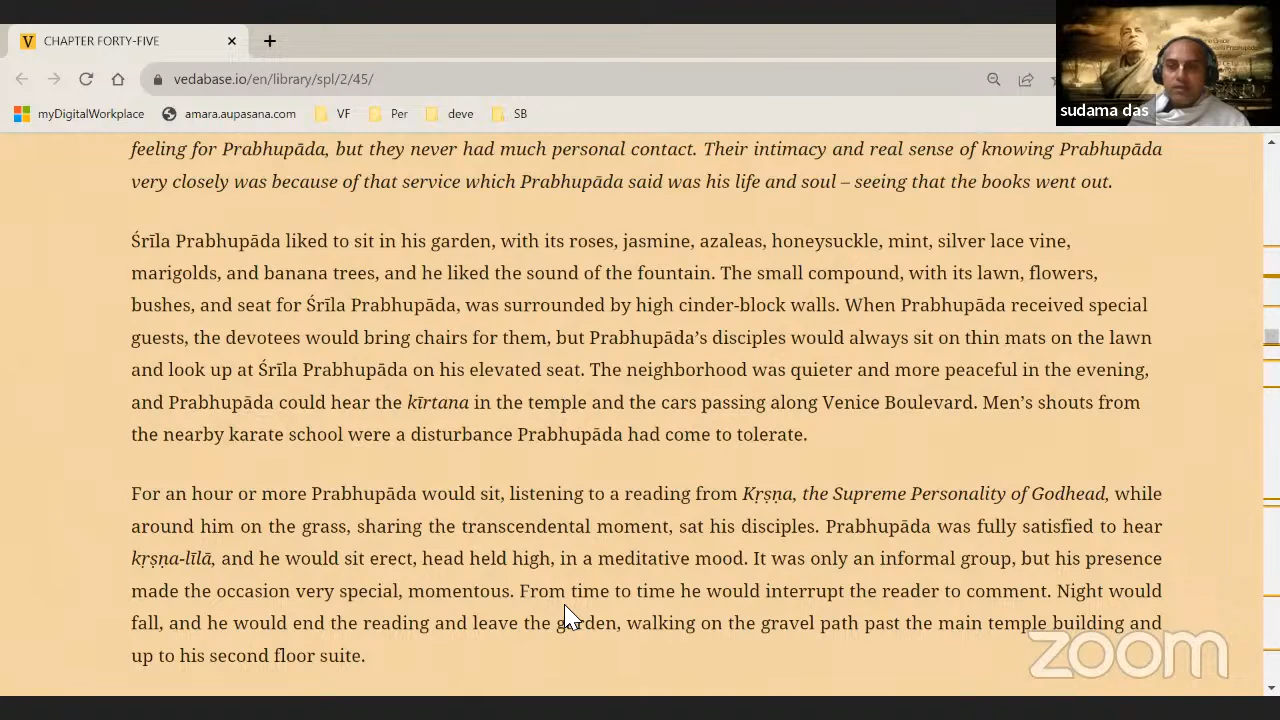 CHAPTER FORTY-FIVE
vedabase.io/en/library/spl/2/45/
myDigitalWorkplace amara.aupasana.com VF Per deve SB
sudama das
feeling for Prabhupāda, but they never had much personal contact. Their intimacy and real sense of knowing Prabhupāda
very closely was because of that service which Prabhupāda said was his life and soul – seeing that the books went out.
Śrīla Prabhupāda liked to sit in his garden, with its roses, jasmine, azaleas, honeysuckle, mint, silver lace vine,
marigolds, and banana trees, and he liked the sound of the fountain. The small compound, with its lawn, flowers,
bushes, and seat for Śrīla Prabhupāda, was surrounded by high cinder-block walls. When Prabhupāda received special
guests, the devotees would bring chairs for them, but Prabhupāda’s disciples would always sit on thin mats on the lawn
and look up at Śrīla Prabhupāda on his elevated seat. The neighborhood was quieter and more peaceful in the evening,
and Prabhupāda could hear the kīrtana in the temple and the cars passing along Venice Boulevard. Men’s shouts from
the nearby karate school were a disturbance Prabhupāda had come to tolerate.
For an hour or more Prabhupāda would sit, listening to a reading from Kṛṣṇa, the Supreme Personality of Godhead, while
around him on the grass, sharing the transcendental moment, sat his disciples. Prabhupāda was fully satisfied to hear
kṛṣṇa-līlā, and he would sit erect, head held high, in a meditative mood. It was only an informal group, but his presence
made the occasion very special, momentous. From time to time he would interrupt the reader to comment. Night would
fall, and he would end the reading and leave the garden, walking on the gravel path past the main temple building and
up to his second floor suite.
zoom